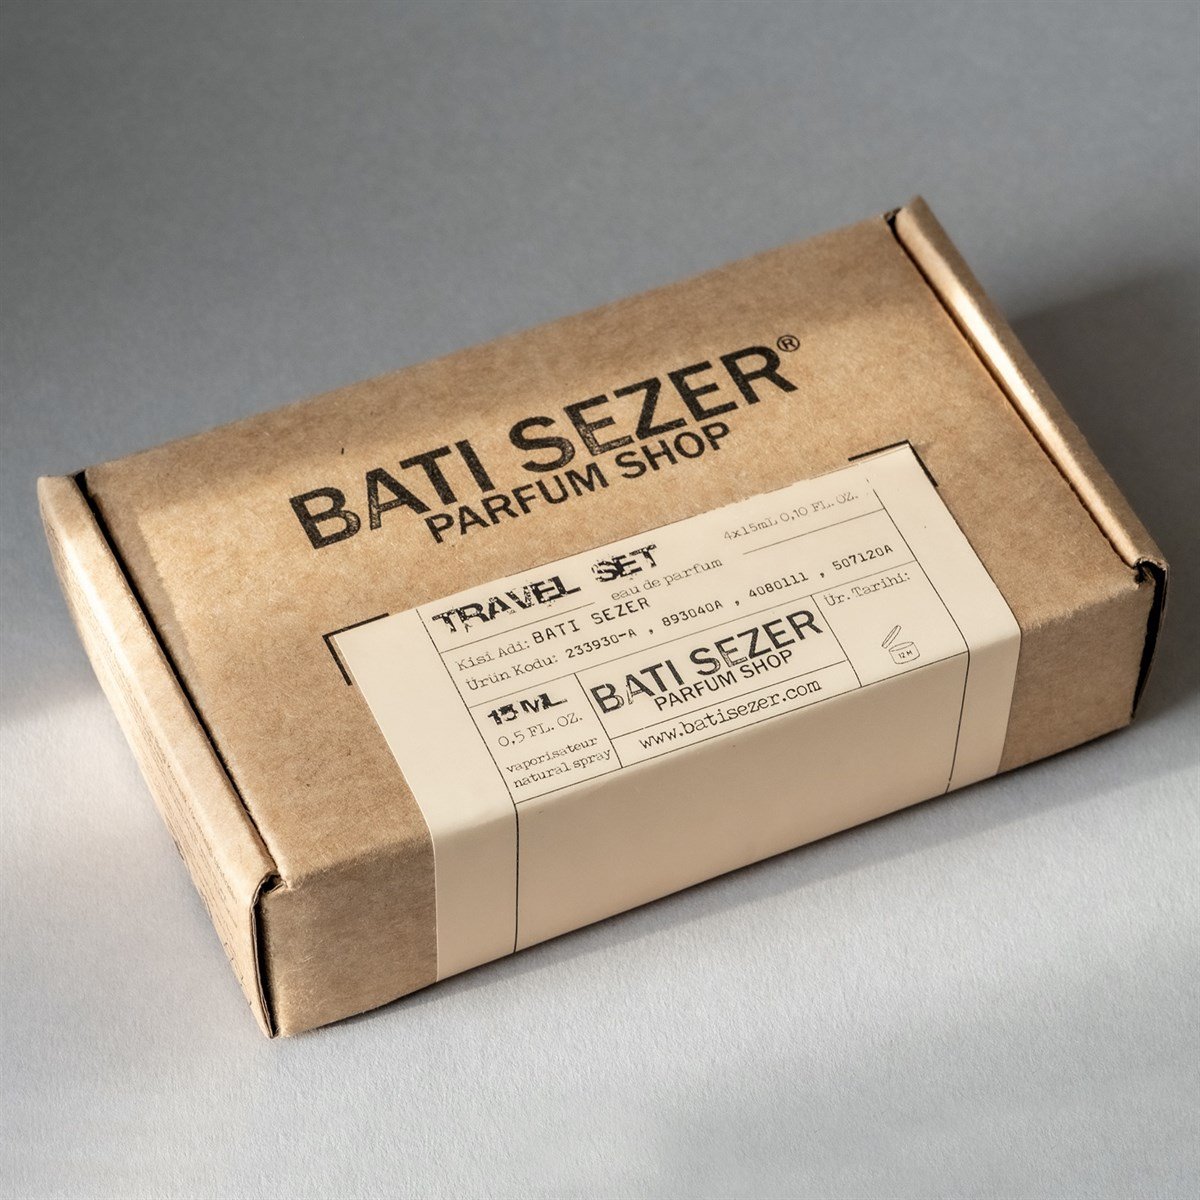 BATI SEZER®
PARFUM SHOP
TRAVEL SET
eau de parfum
4x15mL 0,10 FL. OZ.
Kisi Adi: BATI SEZER
Ürün Kodu: 233930-A , 893040A , 4080111 , 507120A
15 ML
0,5 FL. OZ.
vaporisateur
natural spray
BATI SEZER
PARFUM SHOP
www.batisezer.com
Ür. Tarihi:
12 M